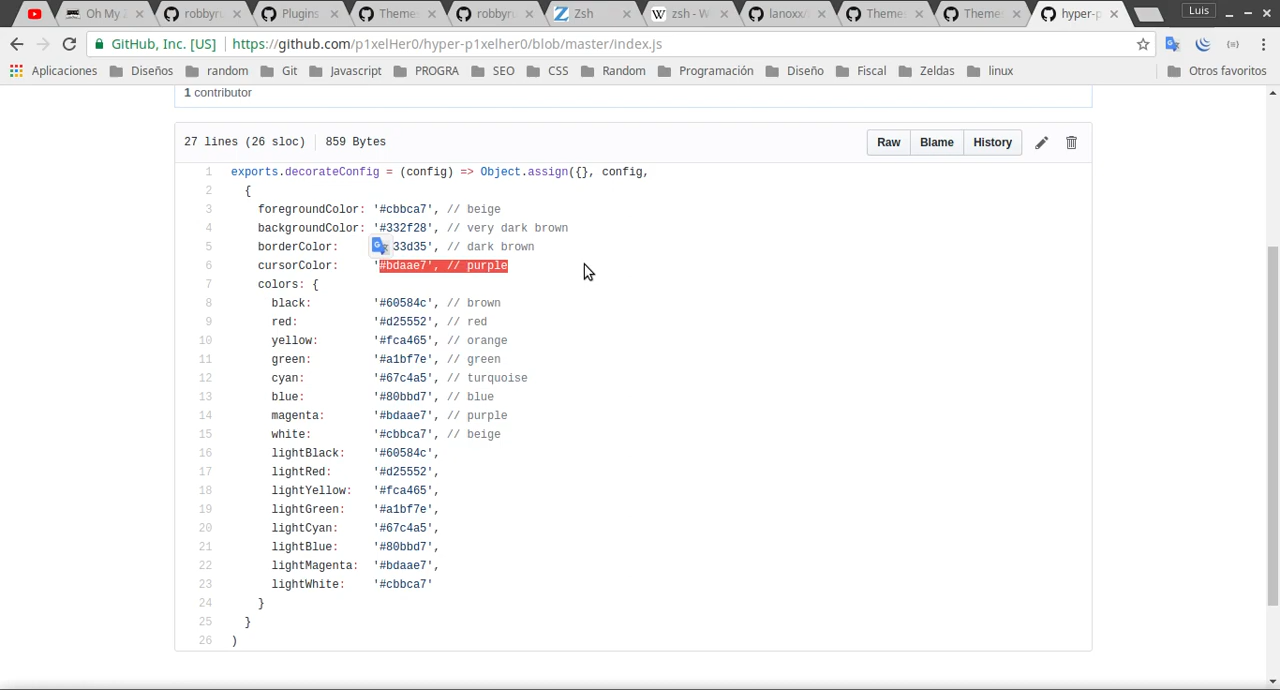 Oh My Z
robbyru
Plugins
Theme
robbyru
Zsh
zsh - W
lanoxx/
Theme
Theme
hyper-p
Luis
GitHub, Inc. [US] https://github.com/p1xelHer0/hyper-p1xelher0/blob/master/index.js
Aplicaciones Diseños random Git Javascript PROGRA SEO CSS Random Programación Diseño Fiscal Zeldas linux Otros favoritos
1 contributor
27 lines (26 sloc) 859 Bytes Raw Blame History
1 exports.decorateConfig = (config) => Object.assign({}, config,
2 {
3 foregroundColor: '#cbbca7', // beige
4 backgroundColor: '#332f28', // very dark brown
5 borderColor: 33d35', // dark brown
6 cursorColor: '#bdaae7', // purple
7 colors: {
8 black: '#60584c', // brown
9 red: '#d25552', // red
10 yellow: '#fca465', // orange
11 green: '#a1bf7e', // green
12 cyan: '#67c4a5', // turquoise
13 blue: '#80bbd7', // blue
14 magenta: '#bdaae7', // purple
15 white: '#cbbca7', // beige
16 lightBlack: '#60584c',
17 lightRed: '#d25552',
18 lightYellow: '#fca465',
19 lightGreen: '#a1bf7e',
20 lightCyan: '#67c4a5',
21 lightBlue: '#80bbd7',
22 lightMagenta: '#bdaae7',
23 lightWhite: '#cbbca7'
24 }
25 }
26 )